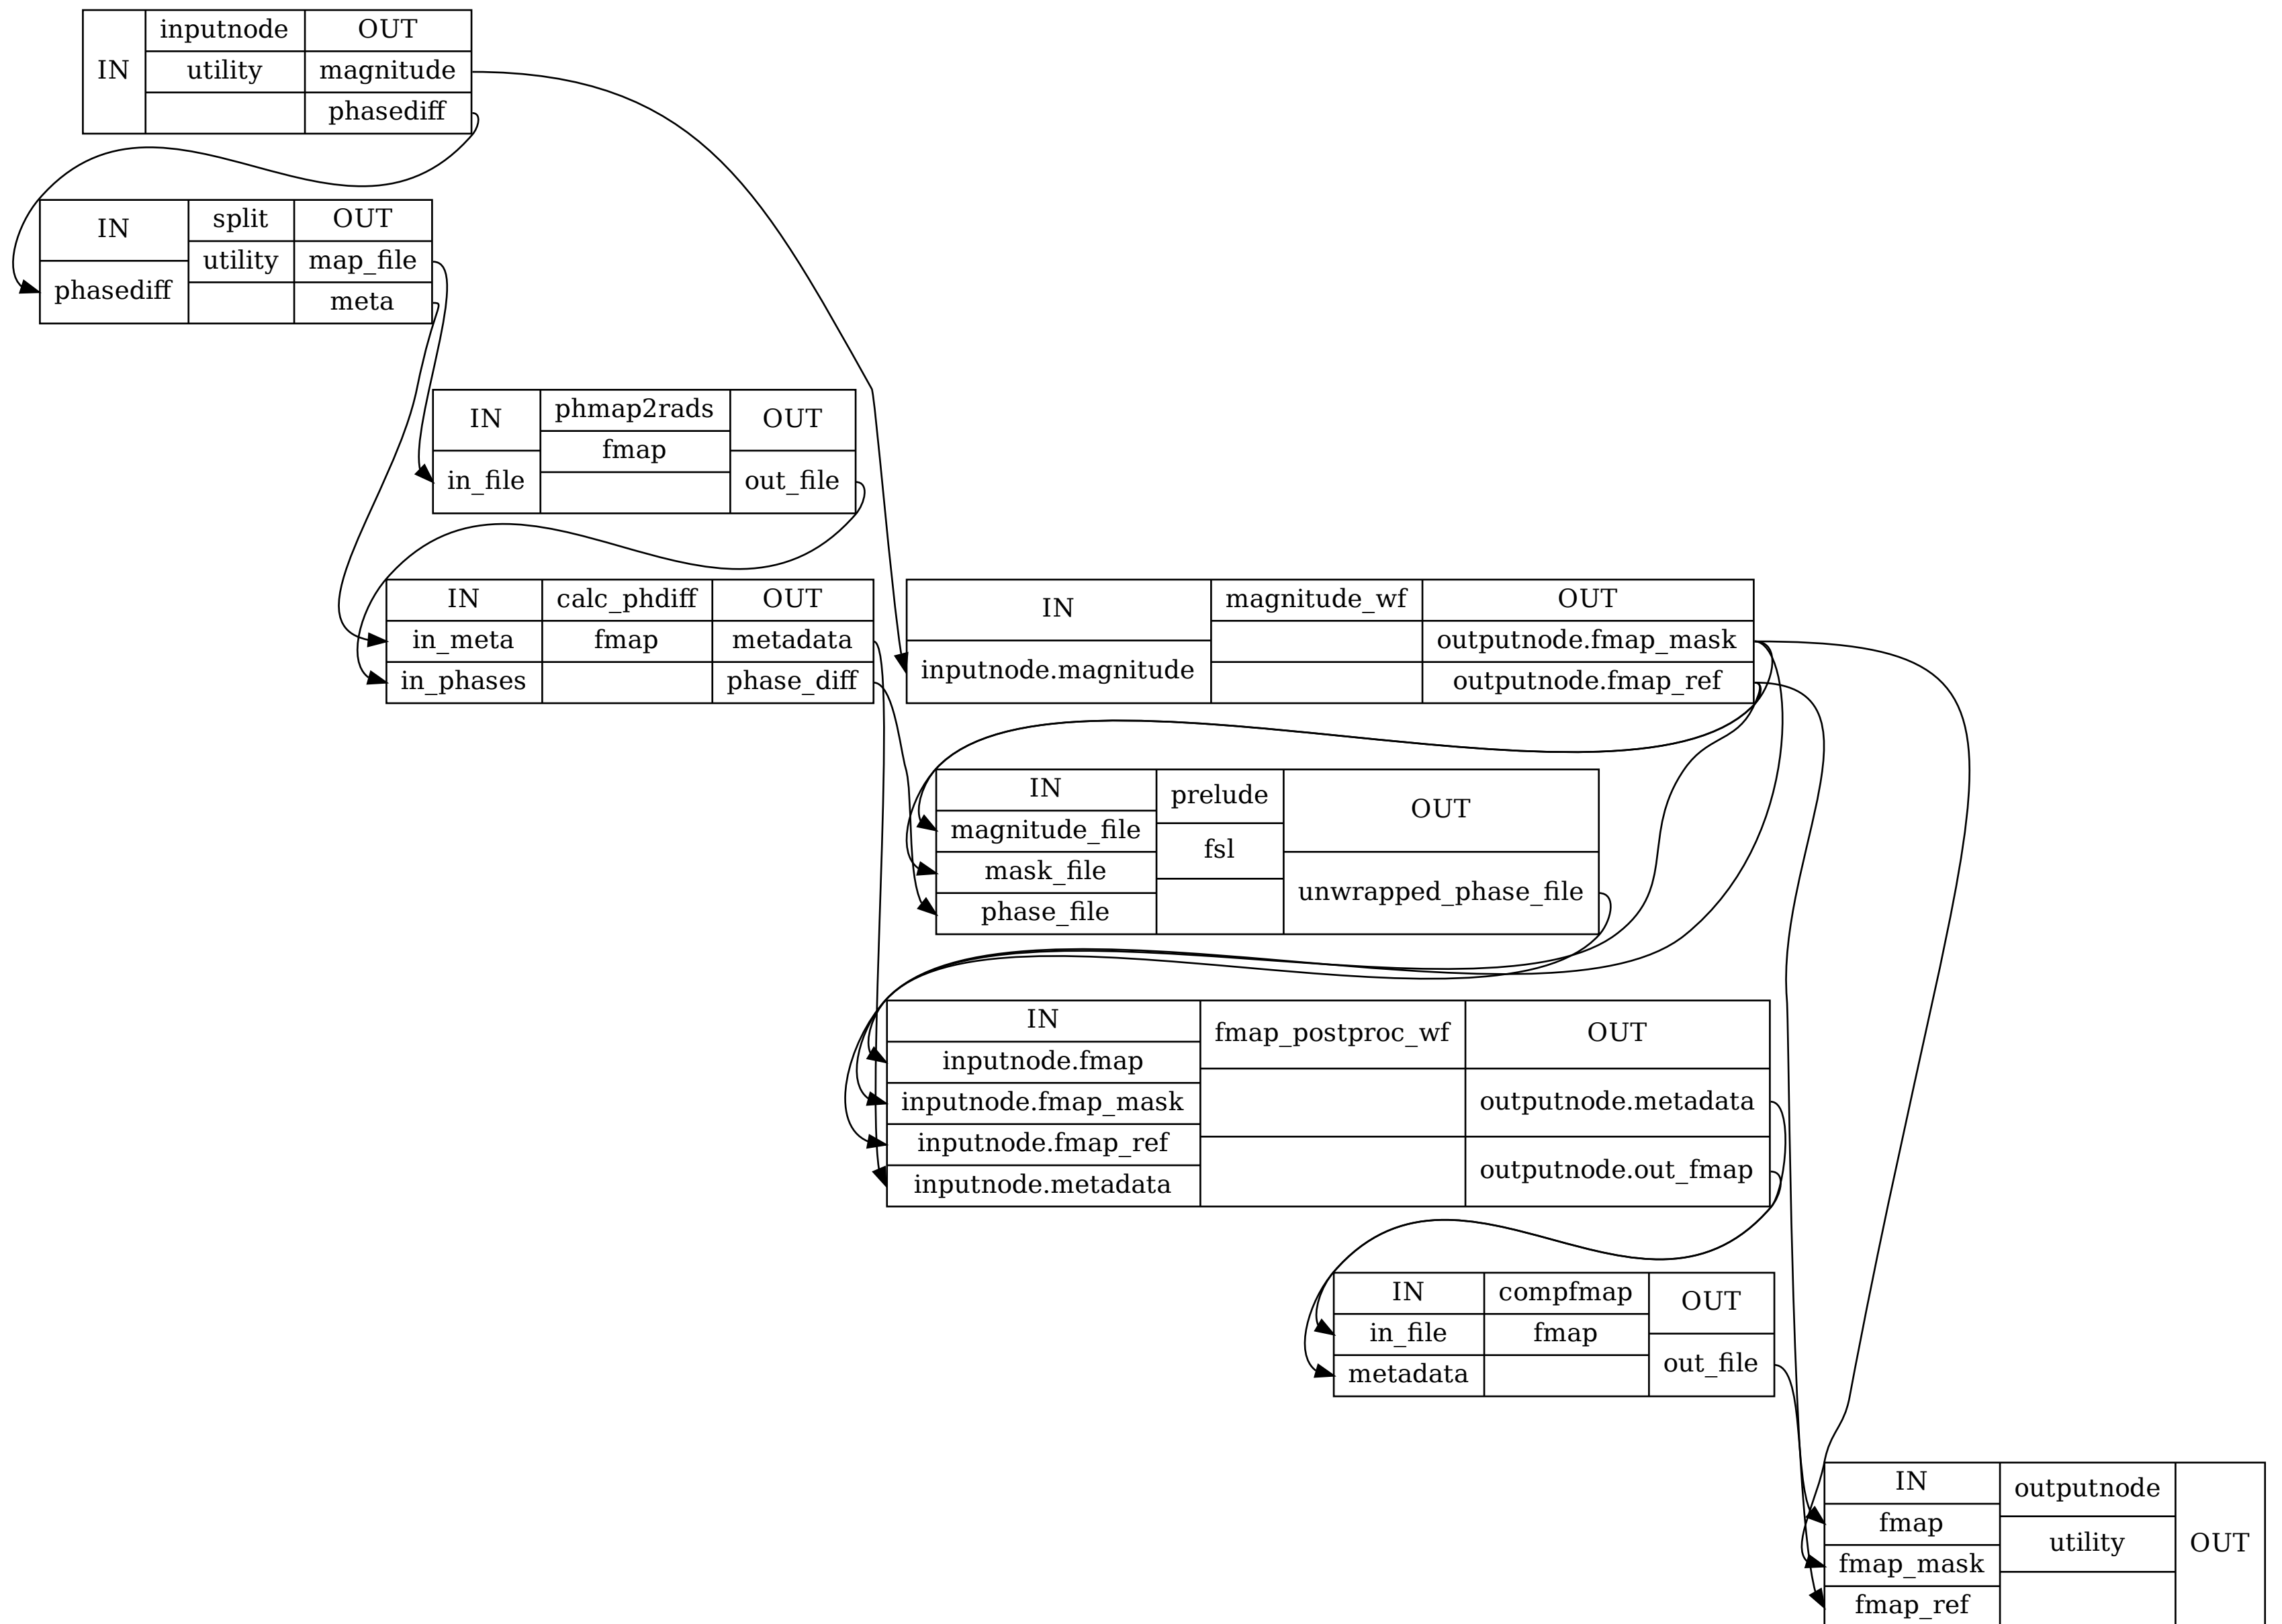 IN inputnode OUT
utility magnitude
phasediff
IN split OUT
utility map_file
phasediff meta
IN phmap2rads OUT
fmap
in_file out_file
IN calc_phdiff OUT
in_meta fmap metadata
in_phases phase_diff
IN magnitude_wf OUT
outputnode.fmap_mask
inputnode.magnitude outputnode.fmap_ref
IN prelude OUT
magnitude_file fsl
mask_file unwrapped_phase_file
phase_file
IN fmap_postproc_wf OUT
inputnode.fmap
inputnode.fmap_mask outputnode.metadata
inputnode.fmap_ref outputnode.out_fmap
inputnode.metadata
IN compfmap OUT
in_file fmap
metadata out_file
IN outputnode OUT
fmap utility
fmap_mask
fmap_ref